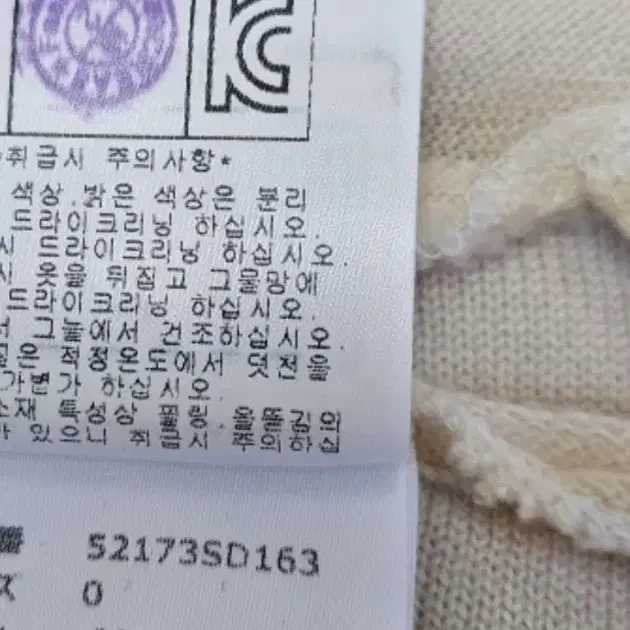 취급시 주의사항*
색상.밝은 색상은 분리
드라이크리닝 하십시오.
시 드라이크리닝 하십시오.
시 옷을 뒤집고 그물망에
드라이크리닝 하십시오.
그늘에서 건조하십시오.
적정온도에서 덧천을
가볍가 하십시오.
소재 특성상 필링.올뜯김의
있으니 취급시 주의하십
52173SD163
0